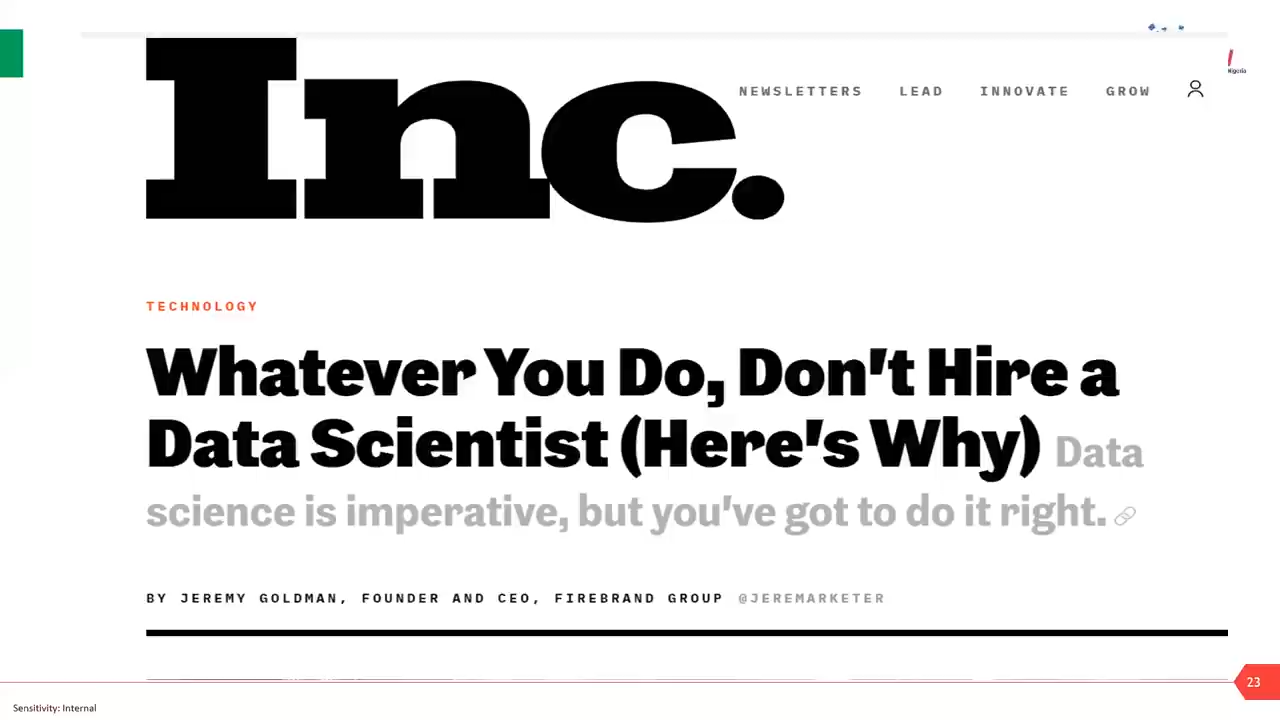 Inc.
NEWSLETTERS LEAD INNOVATE GROW
Nigeria
TECHNOLOGY
Whatever You Do, Don't Hire a
Data Scientist (Here's Why) Data
science is imperative, but you've got to do it right.
BY JEREMY GOLDMAN, FOUNDER AND CEO, FIREBRAND GROUP @JEREMARKETER
23
Sensitivity: Internal